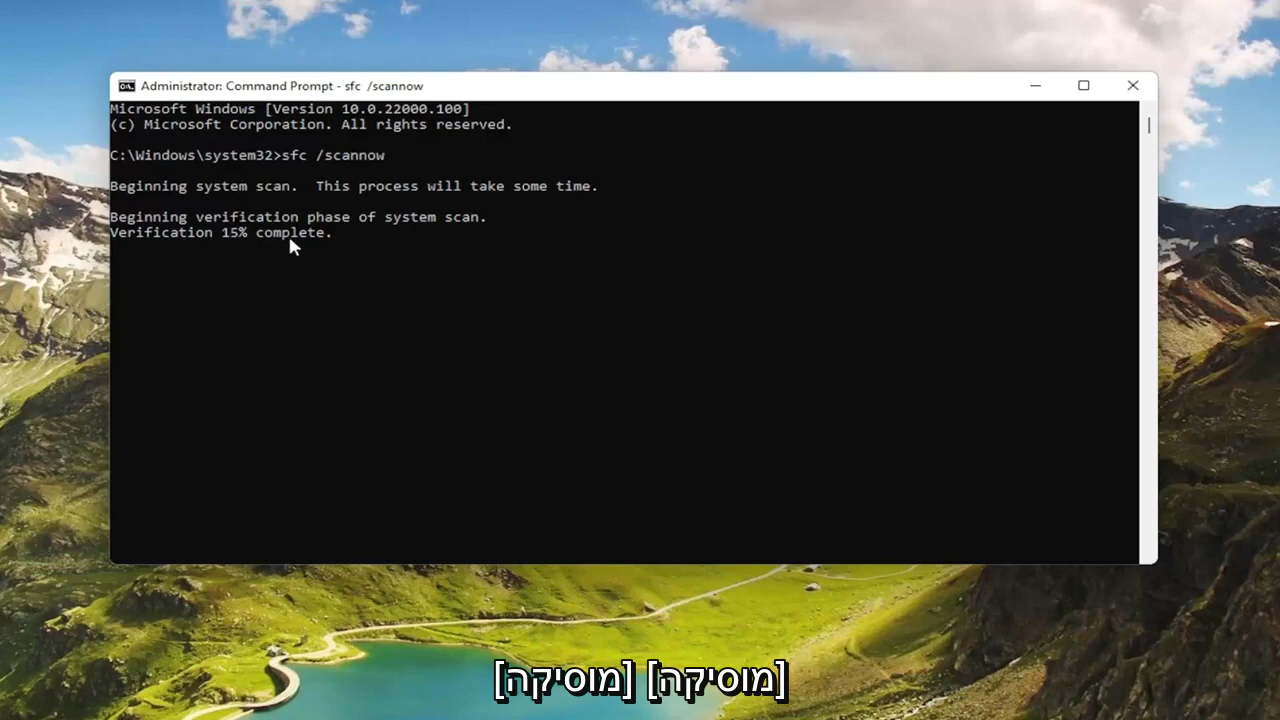 Administrator: Command Prompt - sfc  /scannow
Microsoft Windows [Version 10.0.22000.100]
(c) Microsoft Corporation. All rights reserved.
C:\Windows\system32>sfc /scannow
Beginning system scan.  This process will take some time.
Beginning verification phase of system scan.
Verification 15% complete.
[מוסיקה] [מוסיקה]